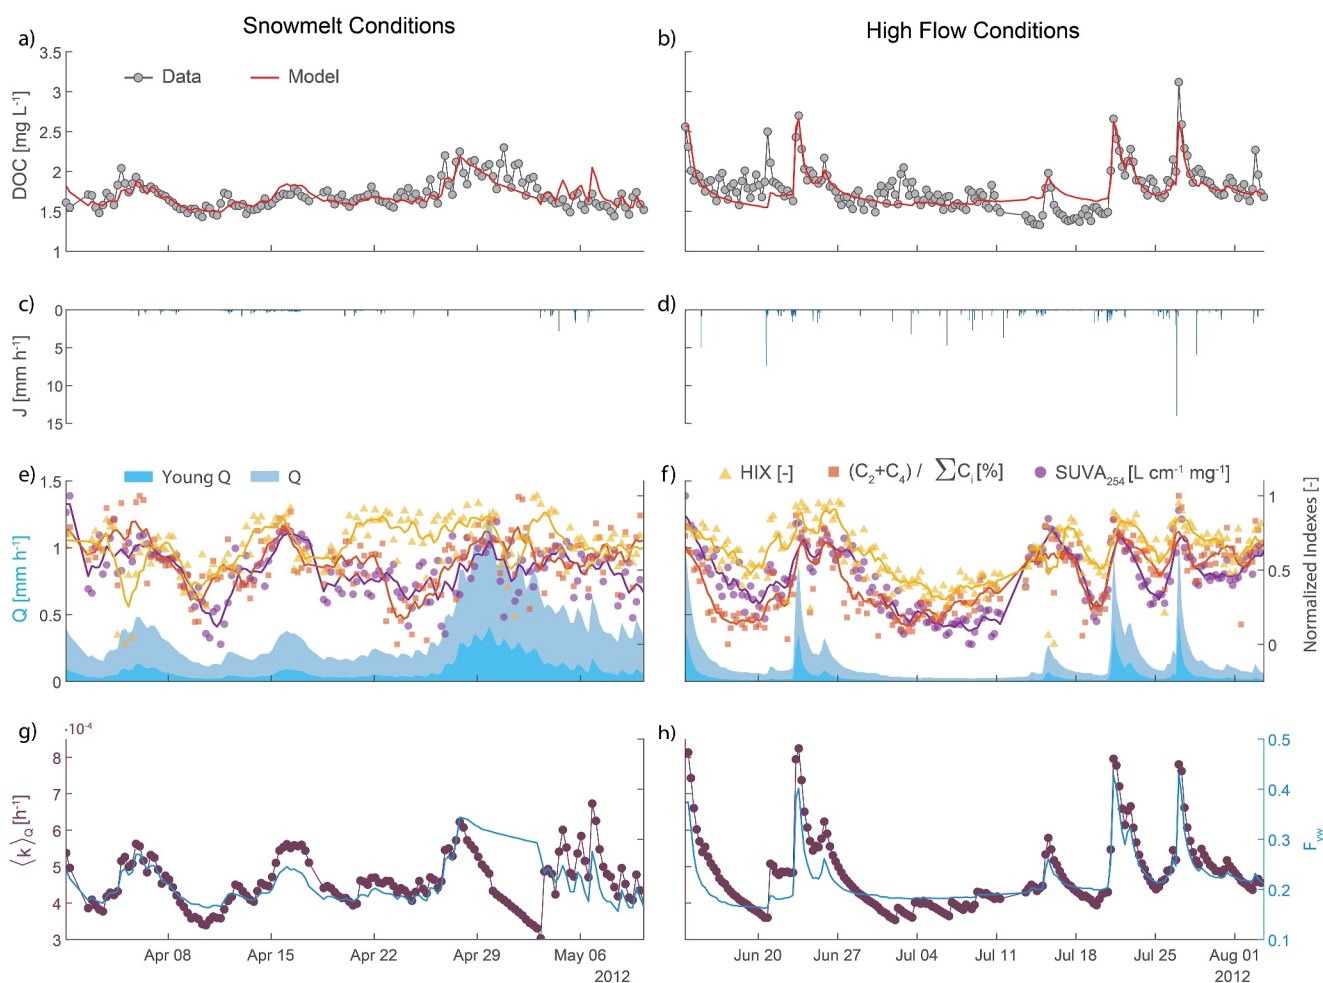 Snowmelt Conditions
High Flow Conditions
a)
b)
3.5
3
2.5
2
1.5
1
DOC [mg L-1]
Data
Model
c)
d)
0
5
10
15
J [mm h-1]
e)
f)
Young Q
Q
HIX [-]
(C2+C4) / ∑Ci [%]
SUVA254 [L cm-1 mg-1]
1.5
1
0.5
0
Q [mm h-1]
1
0.5
0
Normalized Indexes [-]
g)
h)
·10-4
8
7
6
5
4
3
⟨k⟩Q [h-1]
0.5
0.4
0.3
0.2
0.1
Fyw
Apr 08 Apr 15 Apr 22 Apr 29 May 06
2012
Jun 20 Jun 27 Jul 04 Jul 11 Jul 18 Jul 25 Aug 01
2012